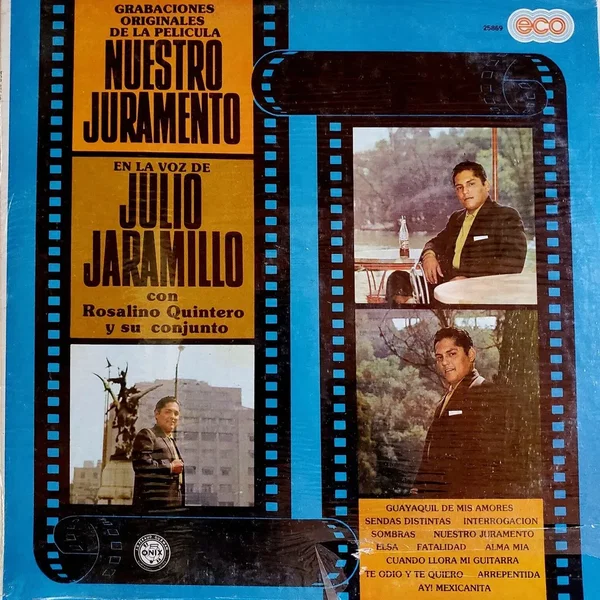 GRABACIONES
ORIGINALES
DE LA PELICULA
NUESTRO
JURAMENTO
EN LA VOZ DE
JULIO
JARAMILLO
con
Rosalino Quintero
y su conjunto
25869
eco
GUAYAQUIL DE MIS AMORES
SENDAS DISTINTAS INTERROGACION
SOMBRAS NUESTRO JURAMENTO
ELSA FATALIDAD ALMA MIA
CUANDO LLORA MI GUITARRA
TE ODIO Y TE QUIERO ARREPENTIDA
AY! MEXICANITA
ONIX